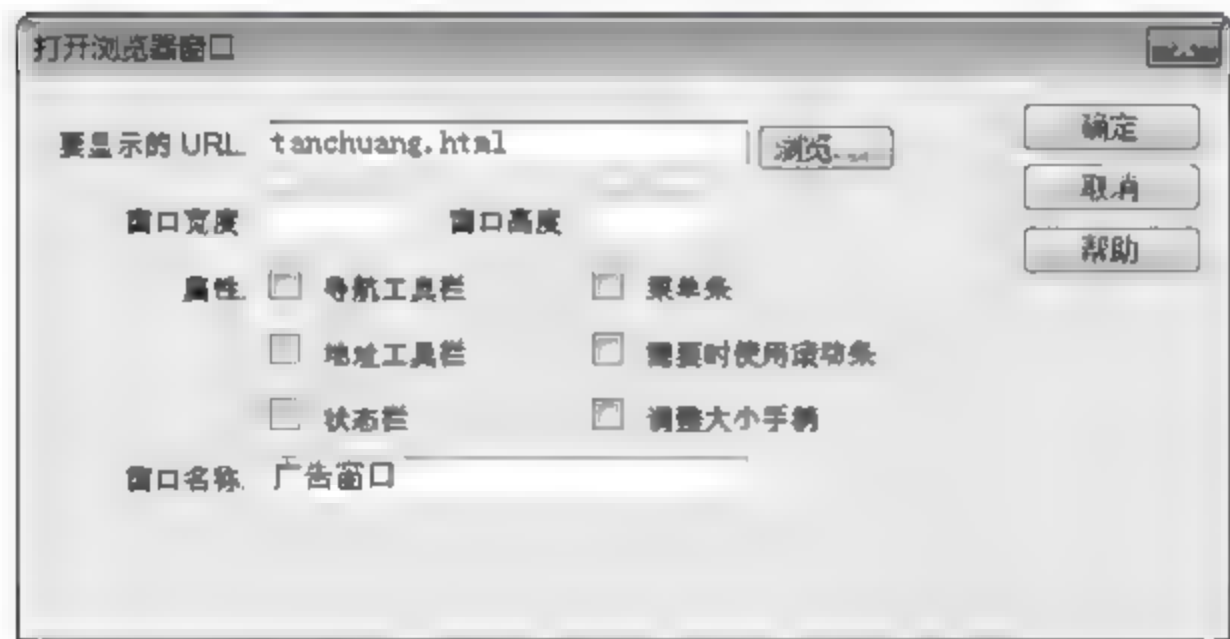 打开浏览器窗口
要显示的 URL: tanchuang.html 浏览... 确定
取消
窗口宽度: 窗口高度: 帮助
属性: 导航工具栏 菜单条
地址工具栏 需要时使用滚动条
状态栏 调整大小手柄
窗口名称: 广告窗口